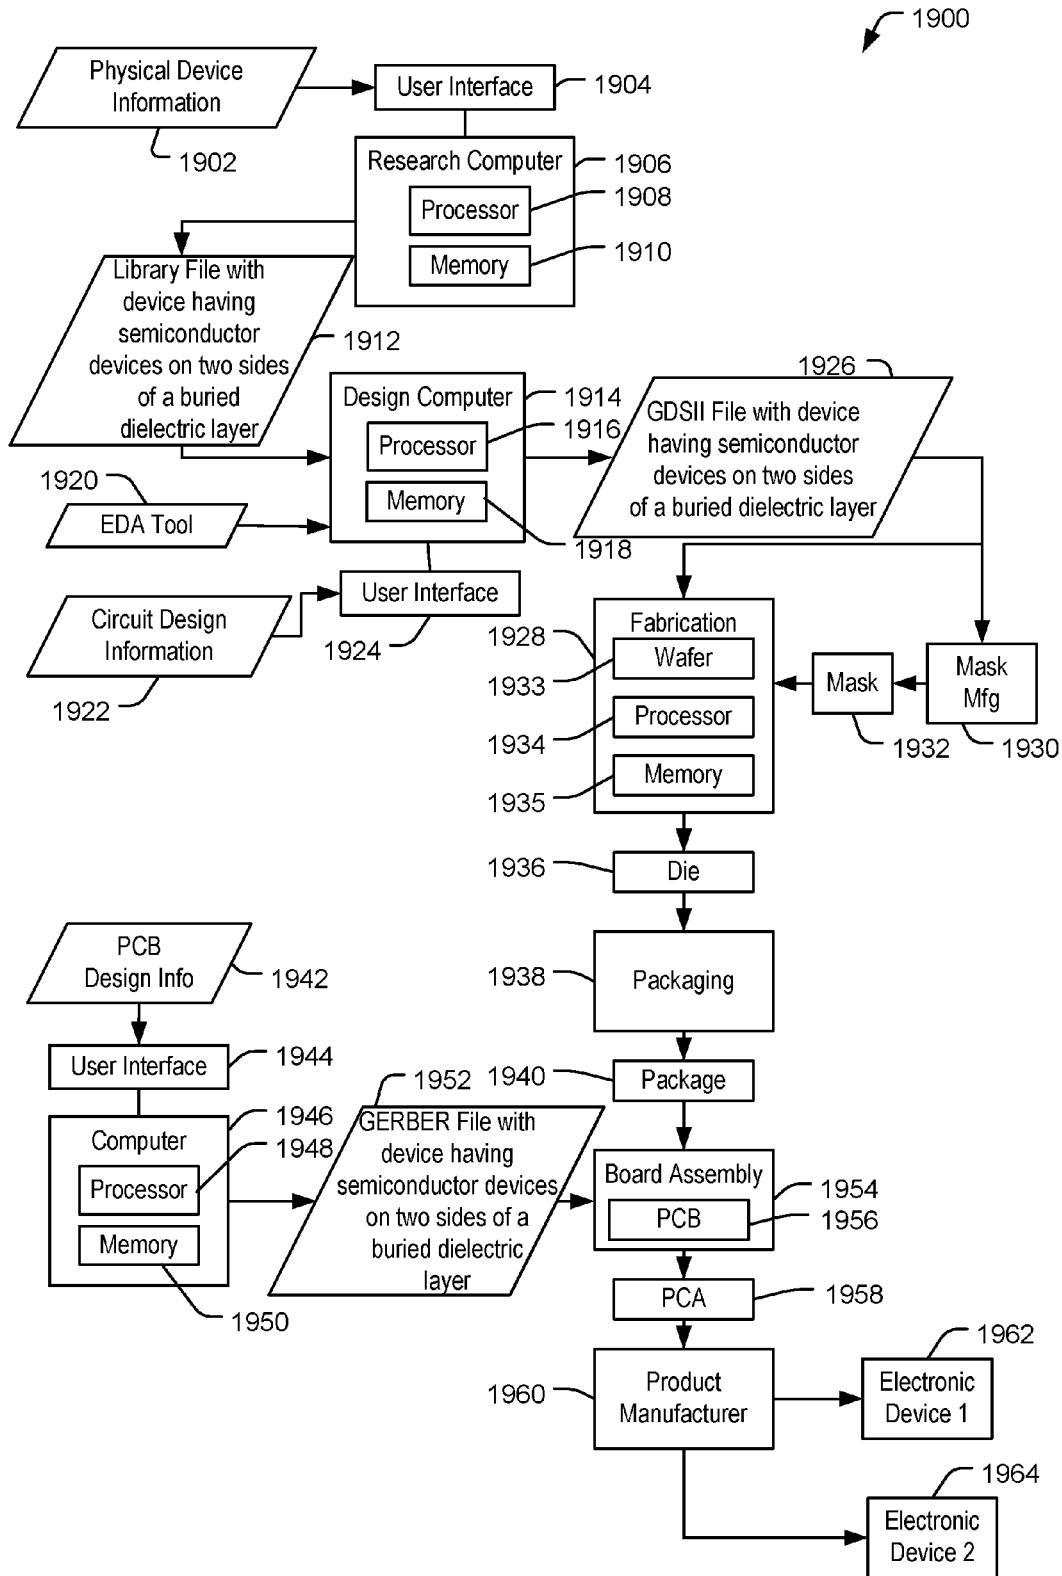 1900
Physical Device
Information
1902
User Interface
1904
Research Computer
1906
Processor
1908
Memory
1910
Library File with
device having
semiconductor
devices on two sides
of a buried
dielectric layer
1912
Design Computer
1914
Processor
1916
Memory
1918
1920
EDA Tool
Circuit Design
Information
1922
User Interface
1924
1926
GDSII File with device
having semiconductor
devices on two sides
of a buried dielectric layer
Fabrication
1928
Wafer
1933
Processor
1934
Memory
1935
Mask
1932
Mask
Mfg
1930
1936
Die
1938
Packaging
1940
Package
PCB
Design Info
1942
User Interface
1944
Computer
1946
Processor
1948
Memory
1950
1952
GERBER File with
device having
semiconductor devices
on two sides of a
buried dielectric
layer
Board Assembly
1954
PCB
1956
PCA
1958
1960
Product
Manufacturer
1962
Electronic
Device 1
1964
Electronic
Device 2